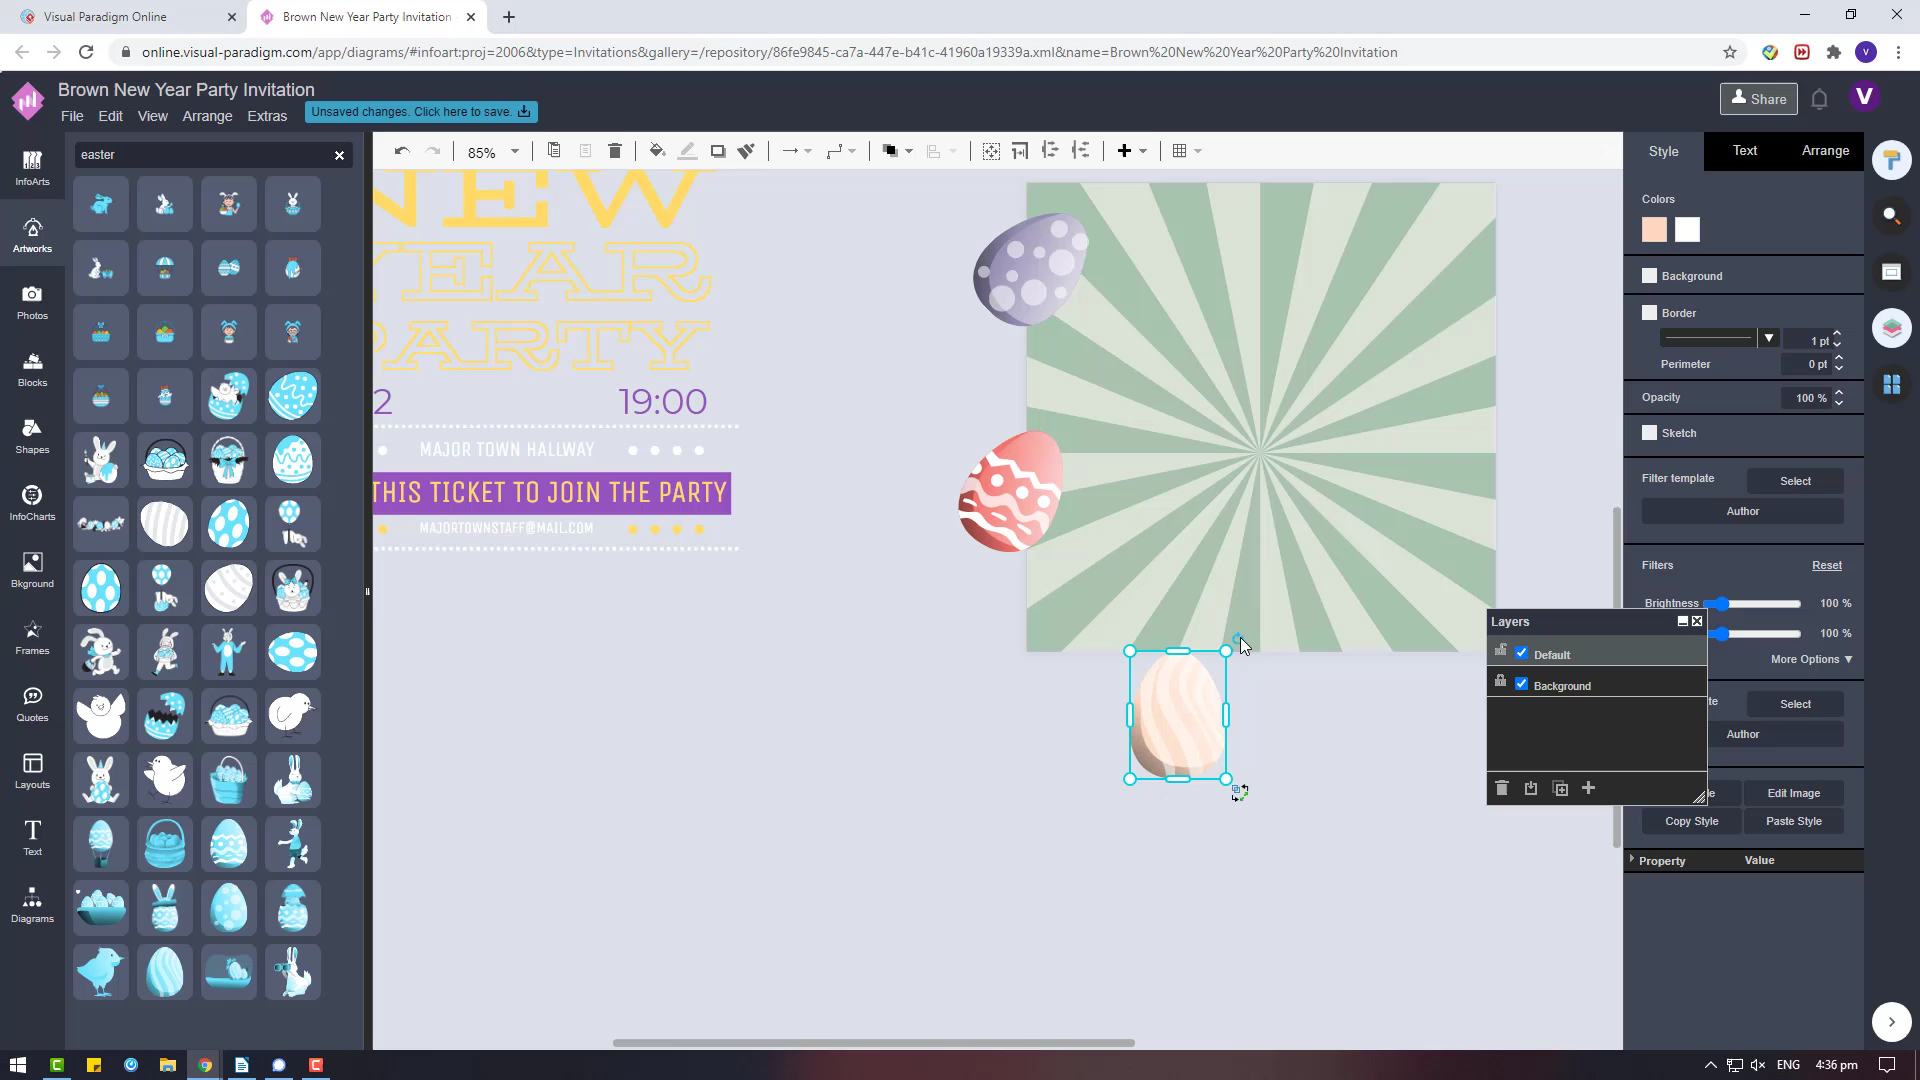 Visual Paradigm Online
Brown New Year Party Invitation
online.visual-paradigm.com/app/diagrams/#infoart:proj=2006&type=Invitations&gallery=/repository/86fe9845-ca7a-447e-b41c-41960a19339a.xml&name=Brown%20New%20Year%20Party%20Invitation
V
Brown New Year Party Invitation
File Edit View Arrange Extras
Unsaved changes. Click here to save.
Share
V
InfoArts
Artworks
Photos
Blocks
Shapes
InfoCharts
Bkground
Frames
Quotes
Layouts
Text
Diagrams
easter
85%
NEW
YEAR
PARTY
2 19:00
MAJOR TOWN HALLWAY
THIS TICKET TO JOIN THE PARTY
MAJORTOWNSTAFF@MAIL.COM
Style Text Arrange
Colors
Background
Border
1 pt
Perimeter 0 pt
Opacity 100 %
Sketch
Filter template Select
Author
Filters Reset
Brightness 100 %
100 %
More Options
Select
Author
Edit Image
Copy Style Paste Style
Property Value
Layers
Default
Background
ENG 4:36 pm